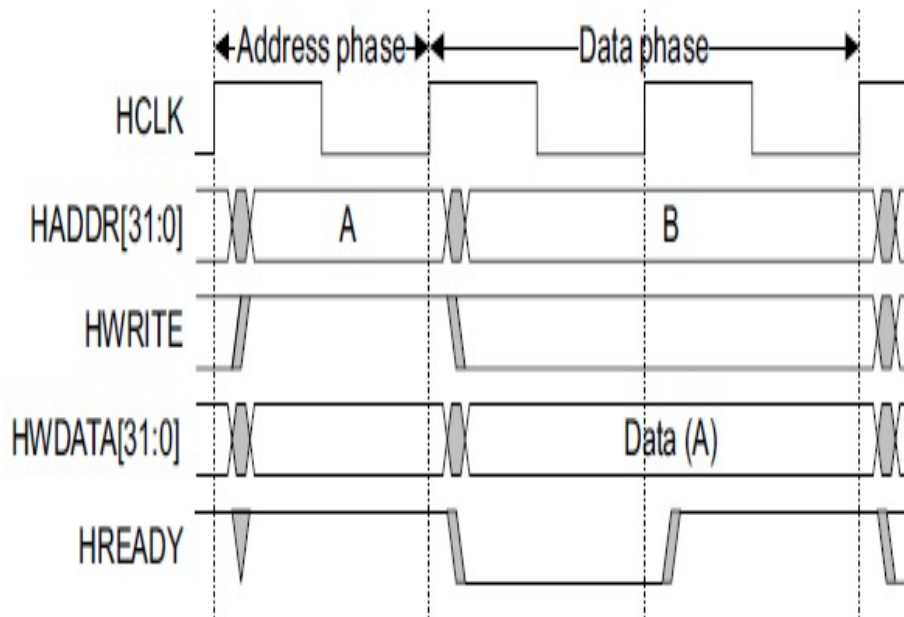 Address phase Data phase
HCLK
HADDR[31:0] A B
HWRITE
HWDATA[31:0] Data (A)
HREADY